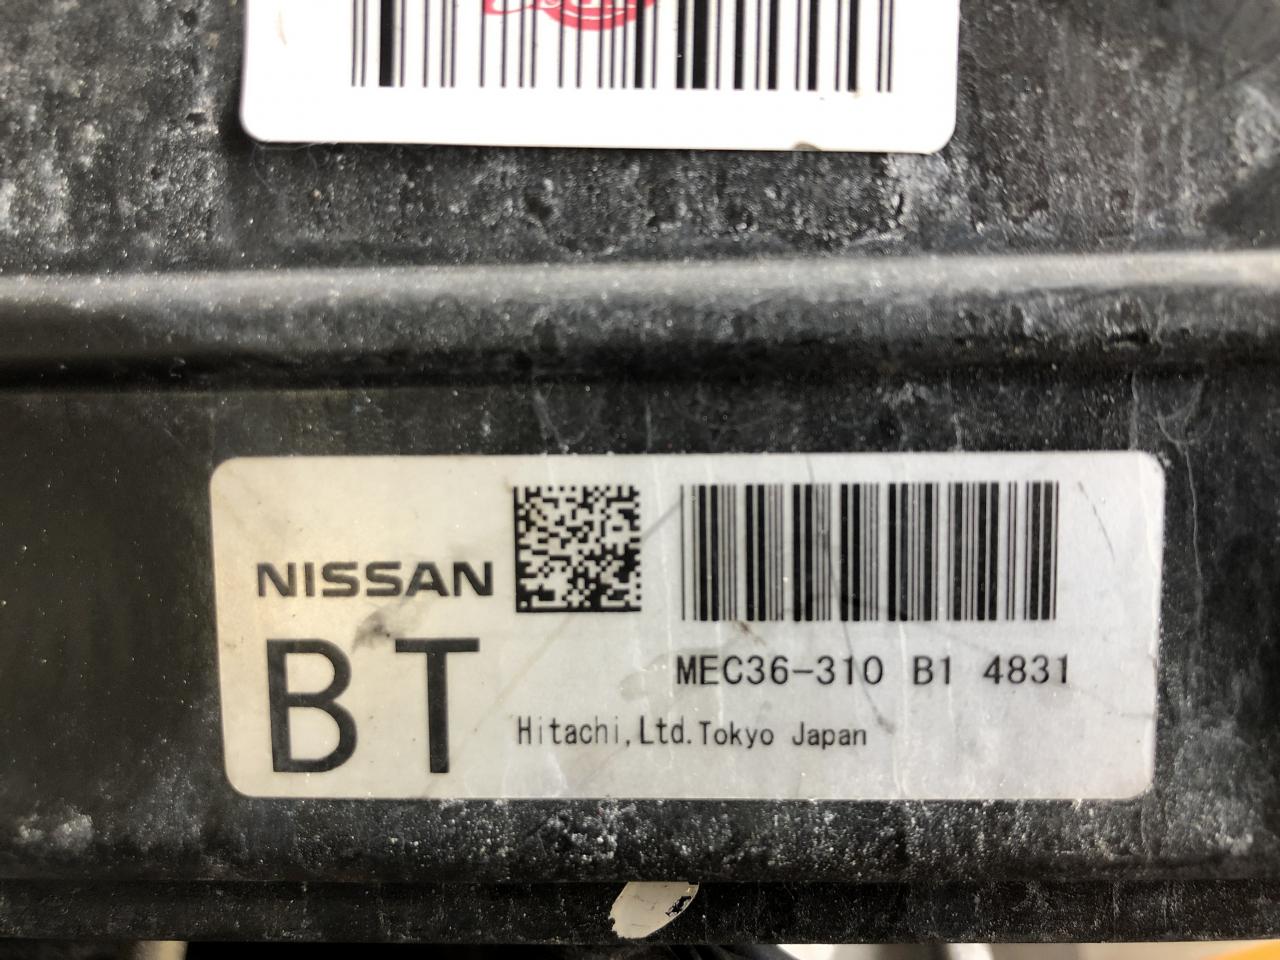 NISSAN
BT
MEC36-310 B1 4831
Hitachi,Ltd.Tokyo Japan